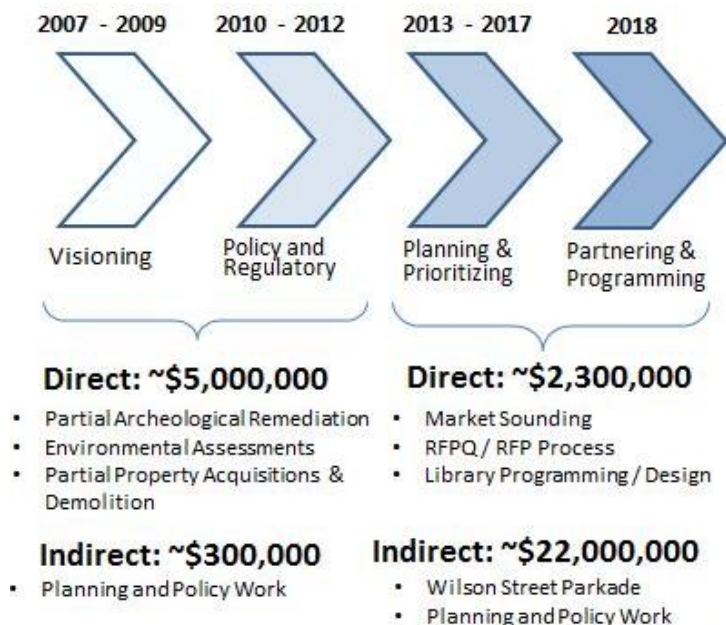 2007 - 2009
2010 - 2012
2013 - 2017
2018
Visioning
Policy and
Regulatory
Planning &
Prioritizing
Partnering &
Programming
Direct: ~$5,000,000
• Partial Archeological Remediation
• Environmental Assessments
• Partial Property Acquisitions &
Demolition
Indirect: ~$300,000
• Planning and Policy Work
Direct: ~$2,300,000
• Market Sounding
• RFPQ / RFP Process
• Library Programming / Design
Indirect: ~$22,000,000
• Wilson Street Parkade
• Planning and Policy Work